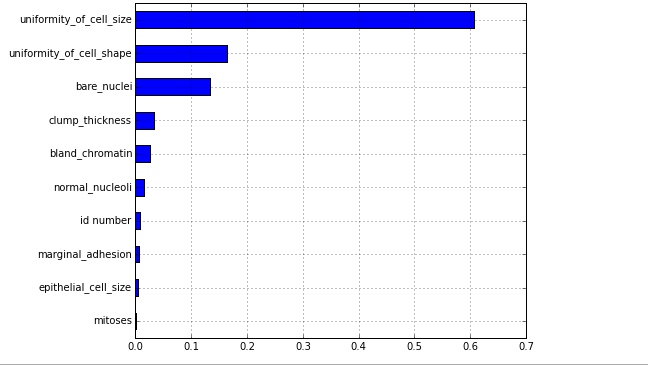 uniformity_of_cell_size
uniformity_of_cell_shape
bare_nuclei
clump_thickness
bland_chromatin
normal_nucleoli
id number
marginal_adhesion
epithelial_cell_size
mitoses
0.0 0.1 0.2 0.3 0.4 0.5 0.6 0.7